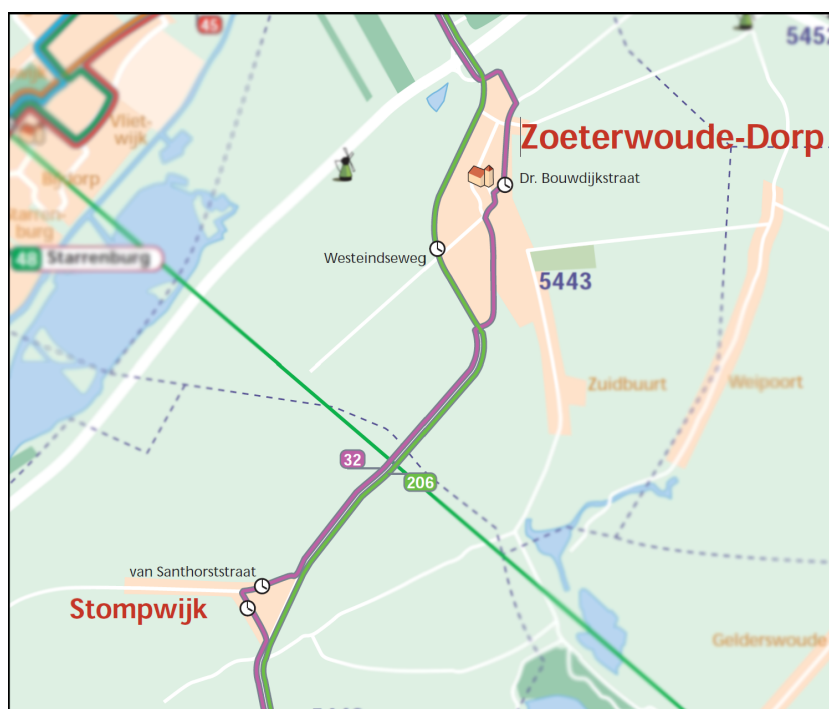 45
5452
Vliet-
wijk
Zoeterwoude-Dorp
Dr. Bouwdijkstraat
burg
Westeindseweg
48 Starrenburg
5443
Zuidbuurt
Weipoort
32
206
van Santhorststraat
Stompwijk
Gelderswoude